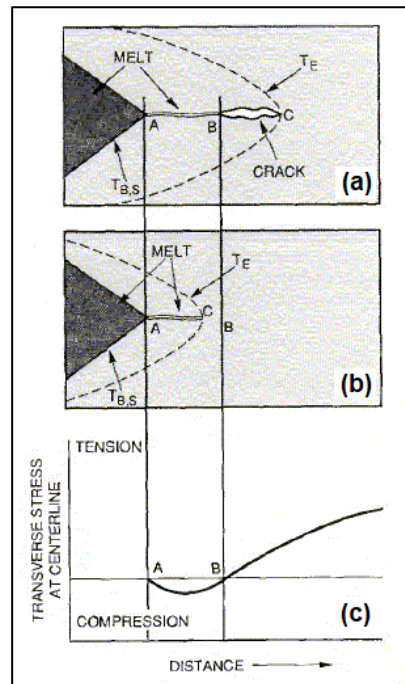 MELT
T_E
A
B
C
CRACK
T_B,S
(a)
MELT
T_E
C
A
B
T_B,S
(b)
TENSION
TRANSVERSE STRESS
AT CENTERLINE
A
B
COMPRESSION
(c)
DISTANCE